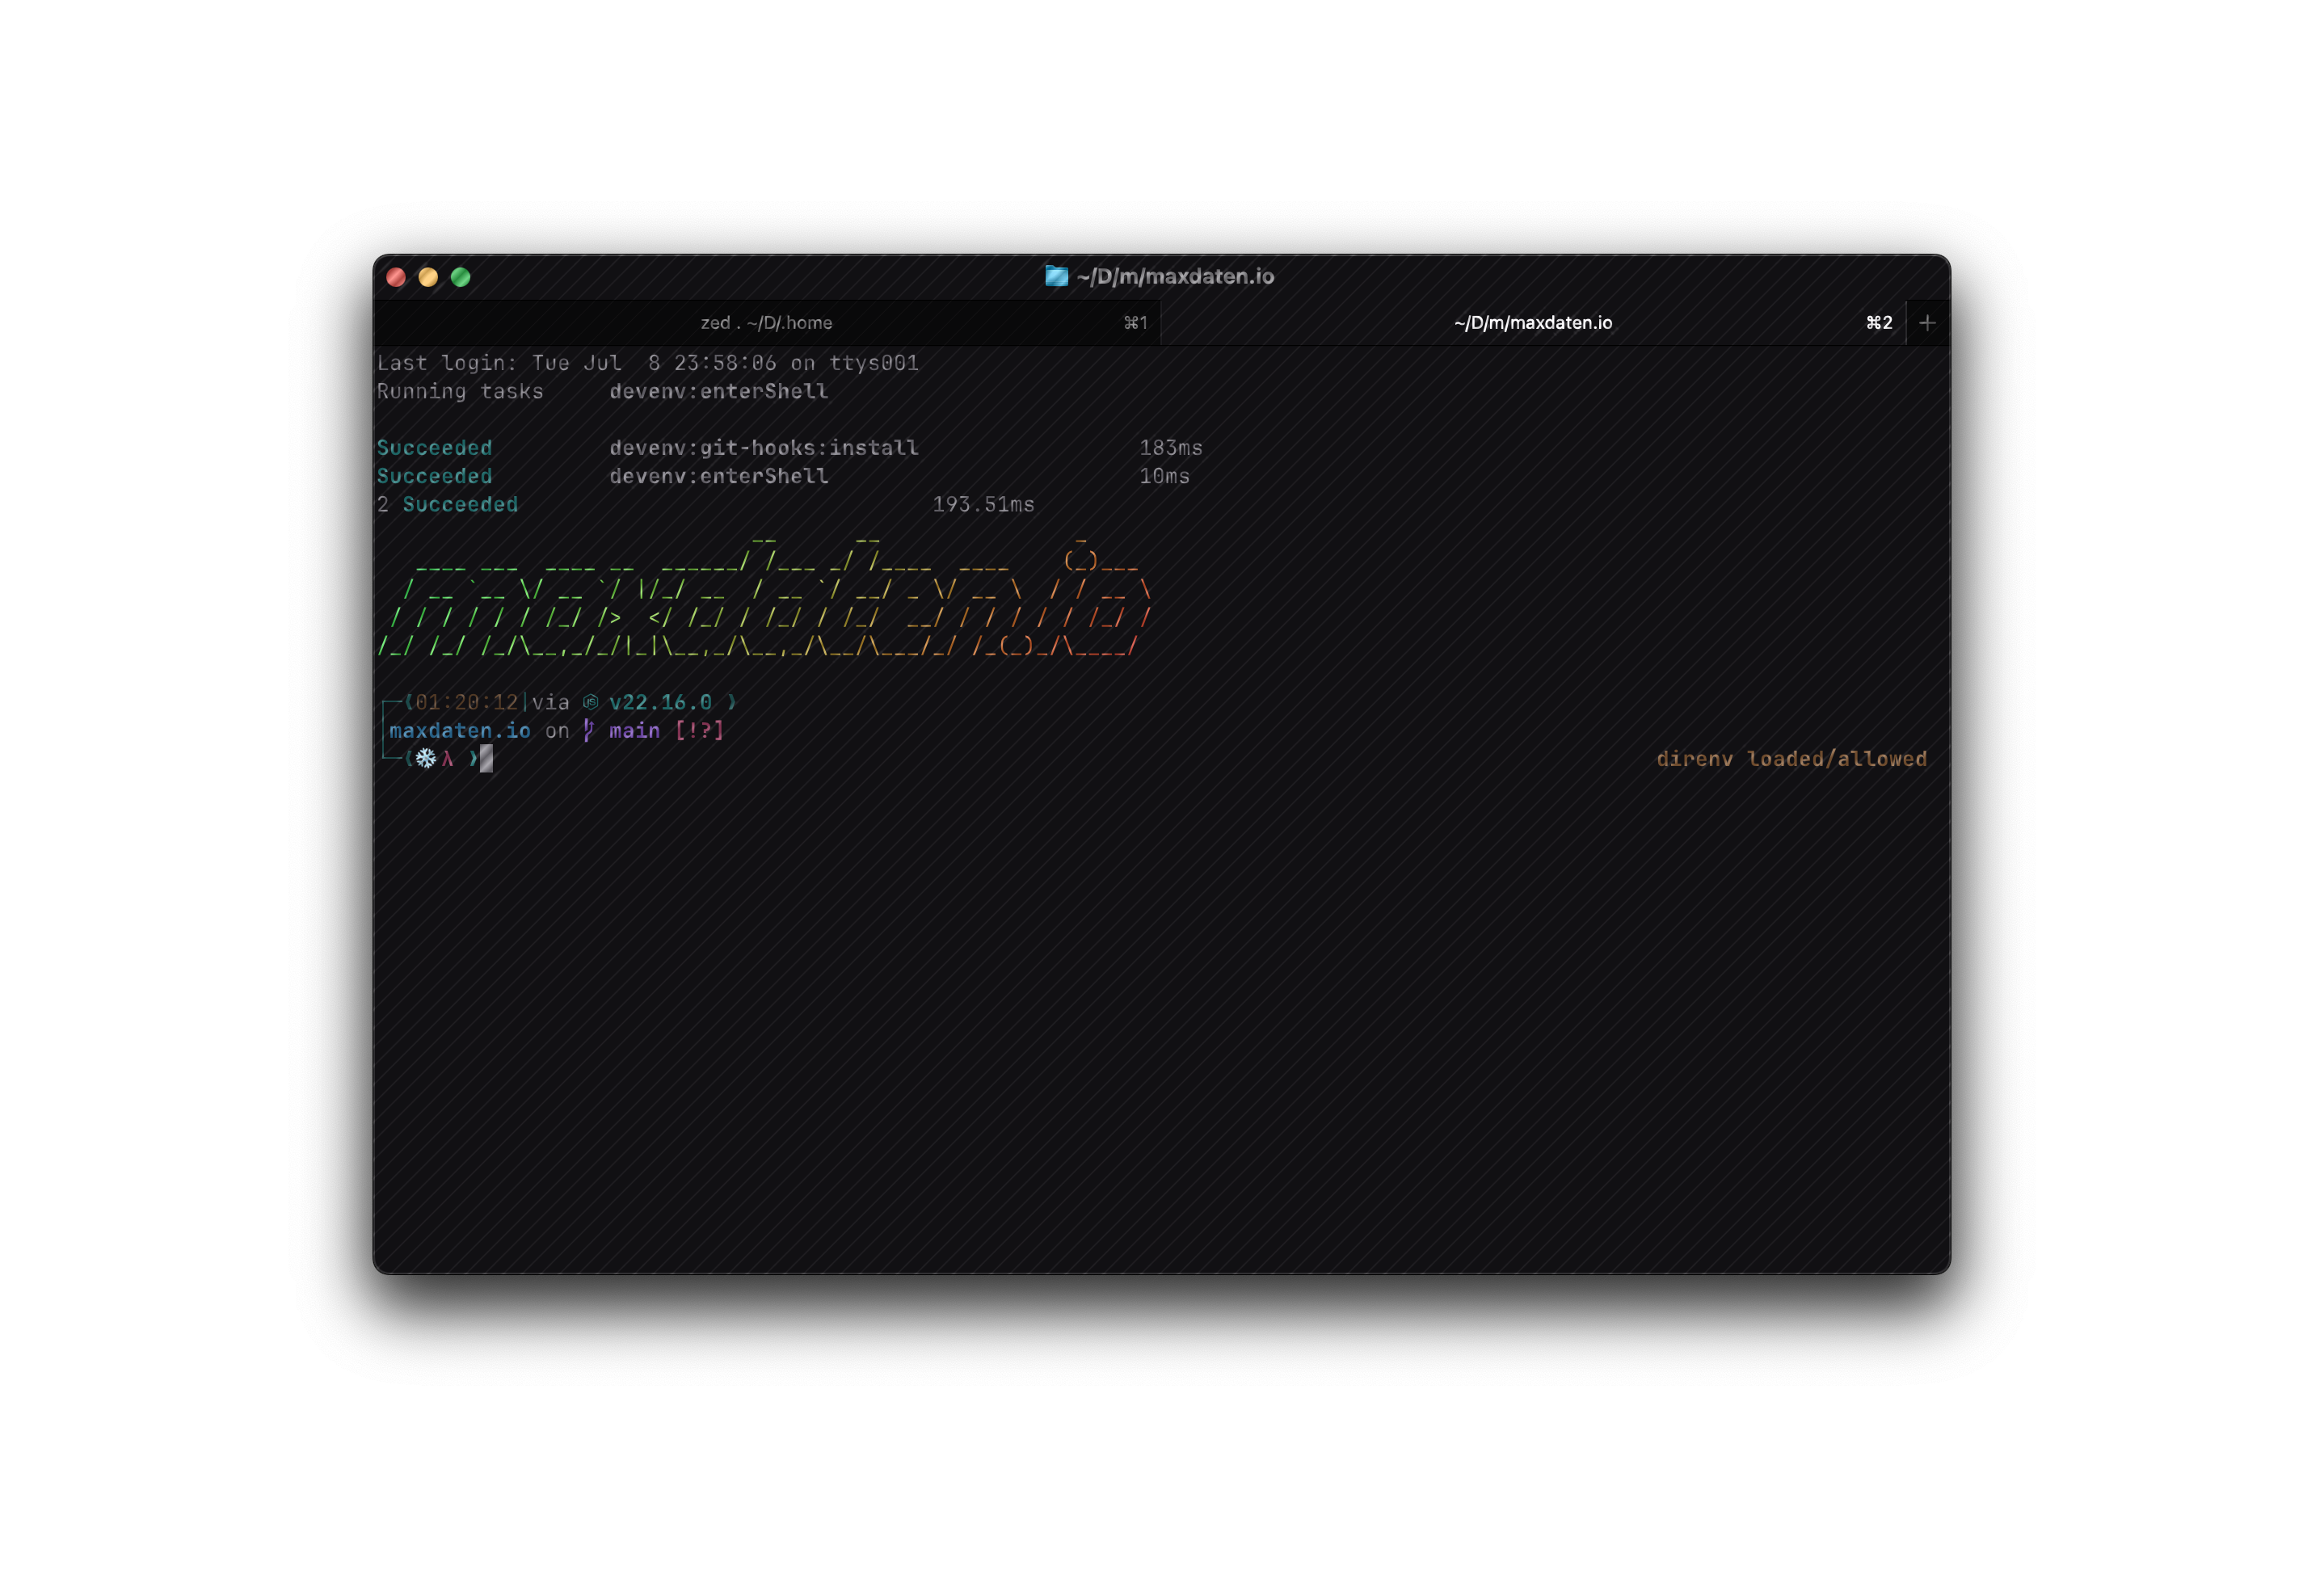 ~/D/m/maxdaten.io
zed . ~/D/.home ⌘1 ~/D/m/maxdaten.io ⌘2 +
Last login: Tue Jul  8 23:58:06 on ttys001
Running tasks     devenv:enterShell
Succeeded         devenv:git-hooks:install                 183ms
Succeeded         devenv:enterShell                        10ms
2 Succeeded                                193.51ms
maxdaten.io
01:20:12|via v22.16.0
maxdaten.io on main [!?]
❄️λ ❯ direnv loaded/allowed